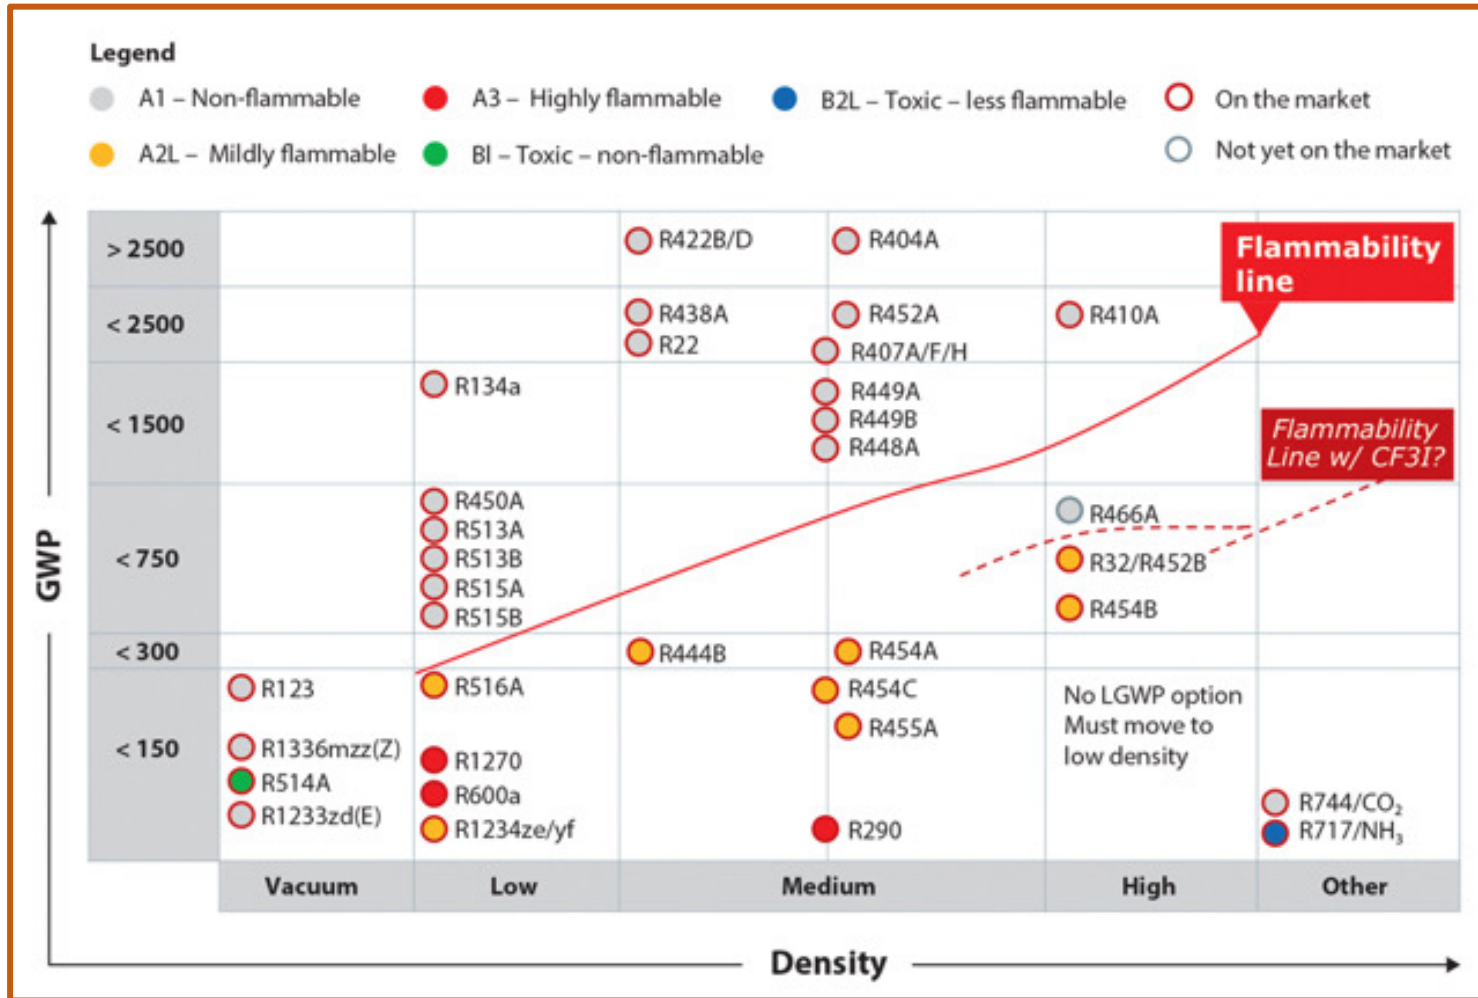 Legend
A1 – Non-flammable
A3 – Highly flammable
B2L – Toxic – less flammable
On the market
A2L – Mildly flammable
Bl – Toxic – non-flammable
Not yet on the market
GWP
> 2500
R422B/D
R404A
Flammability
line
< 2500
R438A
R452A
R410A
R22
R407A/F/H
< 1500
R134a
R449A
R449B
R448A
Flammability
Line w/ CF3I?
< 750
R450A
R513A
R513B
R515A
R515B
R466A
R32/R452B
R454B
< 300
R444B
R454A
< 150
R123
R1336mzz(Z)
R514A
R1233zd(E)
R516A
R1270
R600a
R1234ze/yf
R454C
R455A
R290
No LGWP option
Must move to
low density
R744/CO₂
R717/NH₃
Vacuum
Low
Medium
High
Other
Density